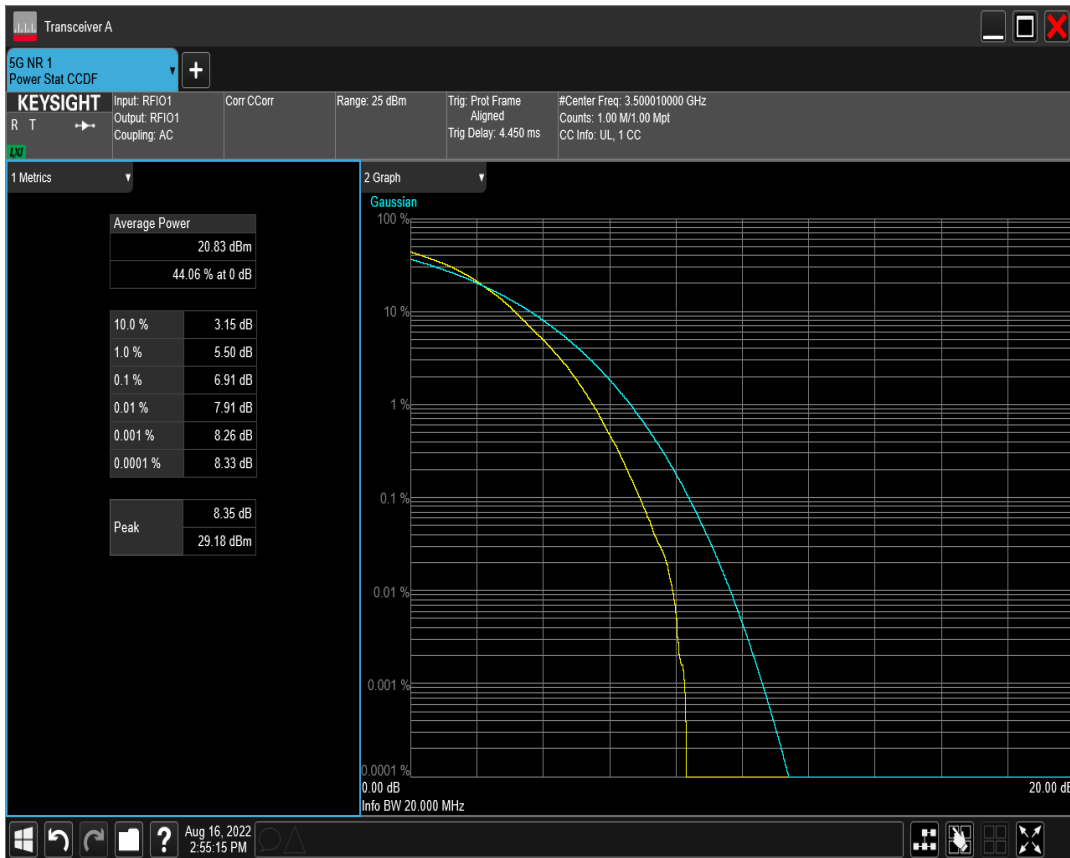 Transceiver A
5G NR 1
Power Stat CCDF
KEYSIGHT
R T
LXI
Input: RFIO1
Output: RFIO1
Coupling: AC
Corr CCorr
Range: 25 dBm
Trig: Prot Frame
Aligned
Trig Delay: 4.450 ms
#Center Freq: 3.500010000 GHz
Counts: 1.00 M/1.00 Mpt
CC Info: UL, 1 CC
1 Metrics
Average Power
20.83 dBm
44.06 % at 0 dB
10.0 % 3.15 dB
1.0 % 5.50 dB
0.1 % 6.91 dB
0.01 % 7.91 dB
0.001 % 8.26 dB
0.0001 % 8.33 dB
Peak
8.35 dB
29.18 dBm
2 Graph
Gaussian
100 %
10 %
1 %
0.1 %
0.01 %
0.001 %
0.0001 %
0.00 dB 20.00 dB
Info BW 20.000 MHz
? Aug 16, 2022
2:55:15 PM